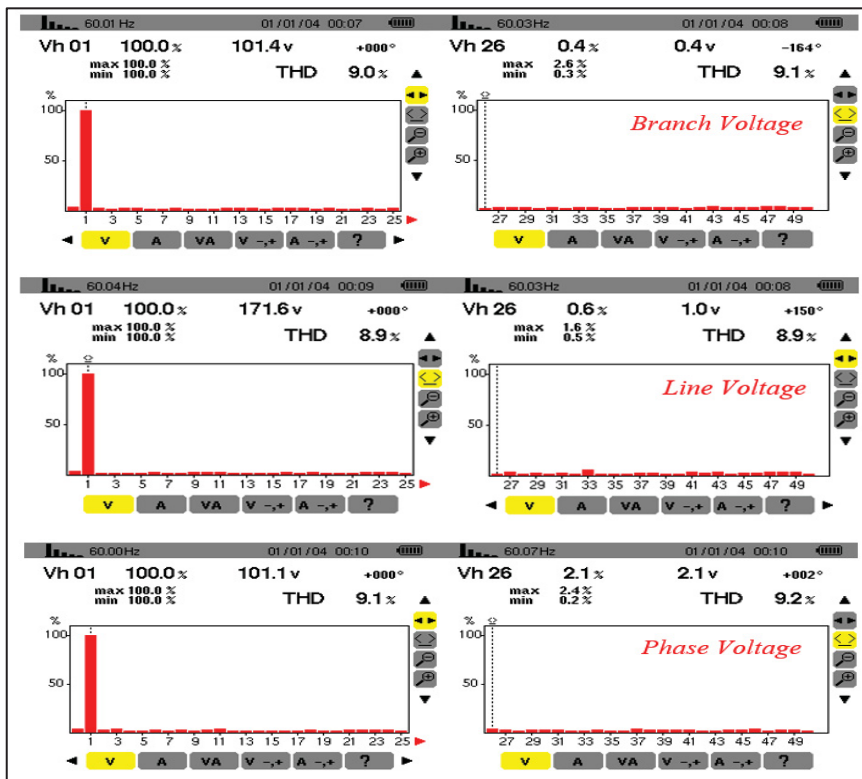 60.01 Hz 01/01/04 00:07
Vh 01 100.0 % 101.4 v +000°
max 100.0 %
min 100.0 %
THD 9.0 %
%
100
50
1 3 5 7 9 11 13 15 17 19 21 23 25
V A VA V -,+ A -,+ ?
60.03 Hz 01/01/04 00:08
Vh 26 0.4 % 0.4 v -164°
max 2.6 %
min 0.3 %
THD 9.1 %
%
100
50
Branch Voltage
27 29 31 33 35 37 39 41 43 45 47 49
V A VA V -,+ A -,+ ?
60.04 Hz 01/01/04 00:09
Vh 01 100.0 % 171.6 v +000°
max 100.0 %
min 100.0 %
THD 8.9 %
%
100
50
1 3 5 7 9 11 13 15 17 19 21 23 25
V A VA V -,+ A -,+ ?
60.03Hz 01/01/04 00:08
Vh 26 0.6 % 1.0 v +150°
max 1.6 %
min 0.5 %
THD 8.9 %
%
100
50
Line Voltage
27 29 31 33 35 37 39 41 43 45 47 49
V A VA V -,+ A -,+ ?
60.00Hz 01/01/04 00:10
Vh 01 100.0 % 101.1 v +000°
max 100.0 %
min 100.0 %
THD 9.1 %
%
100
50
1 3 5 7 9 11 13 15 17 19 21 23 25
V A VA V -,+ A -,+ ?
60.07Hz 01/01/04 00:10
Vh 26 2.1 % 2.1 v +002°
max 2.4 %
min 0.2 %
THD 9.2 %
%
100
50
Phase Voltage
27 29 31 33 35 37 39 41 43 45 47 49
V A VA V -,+ A -,+ ?